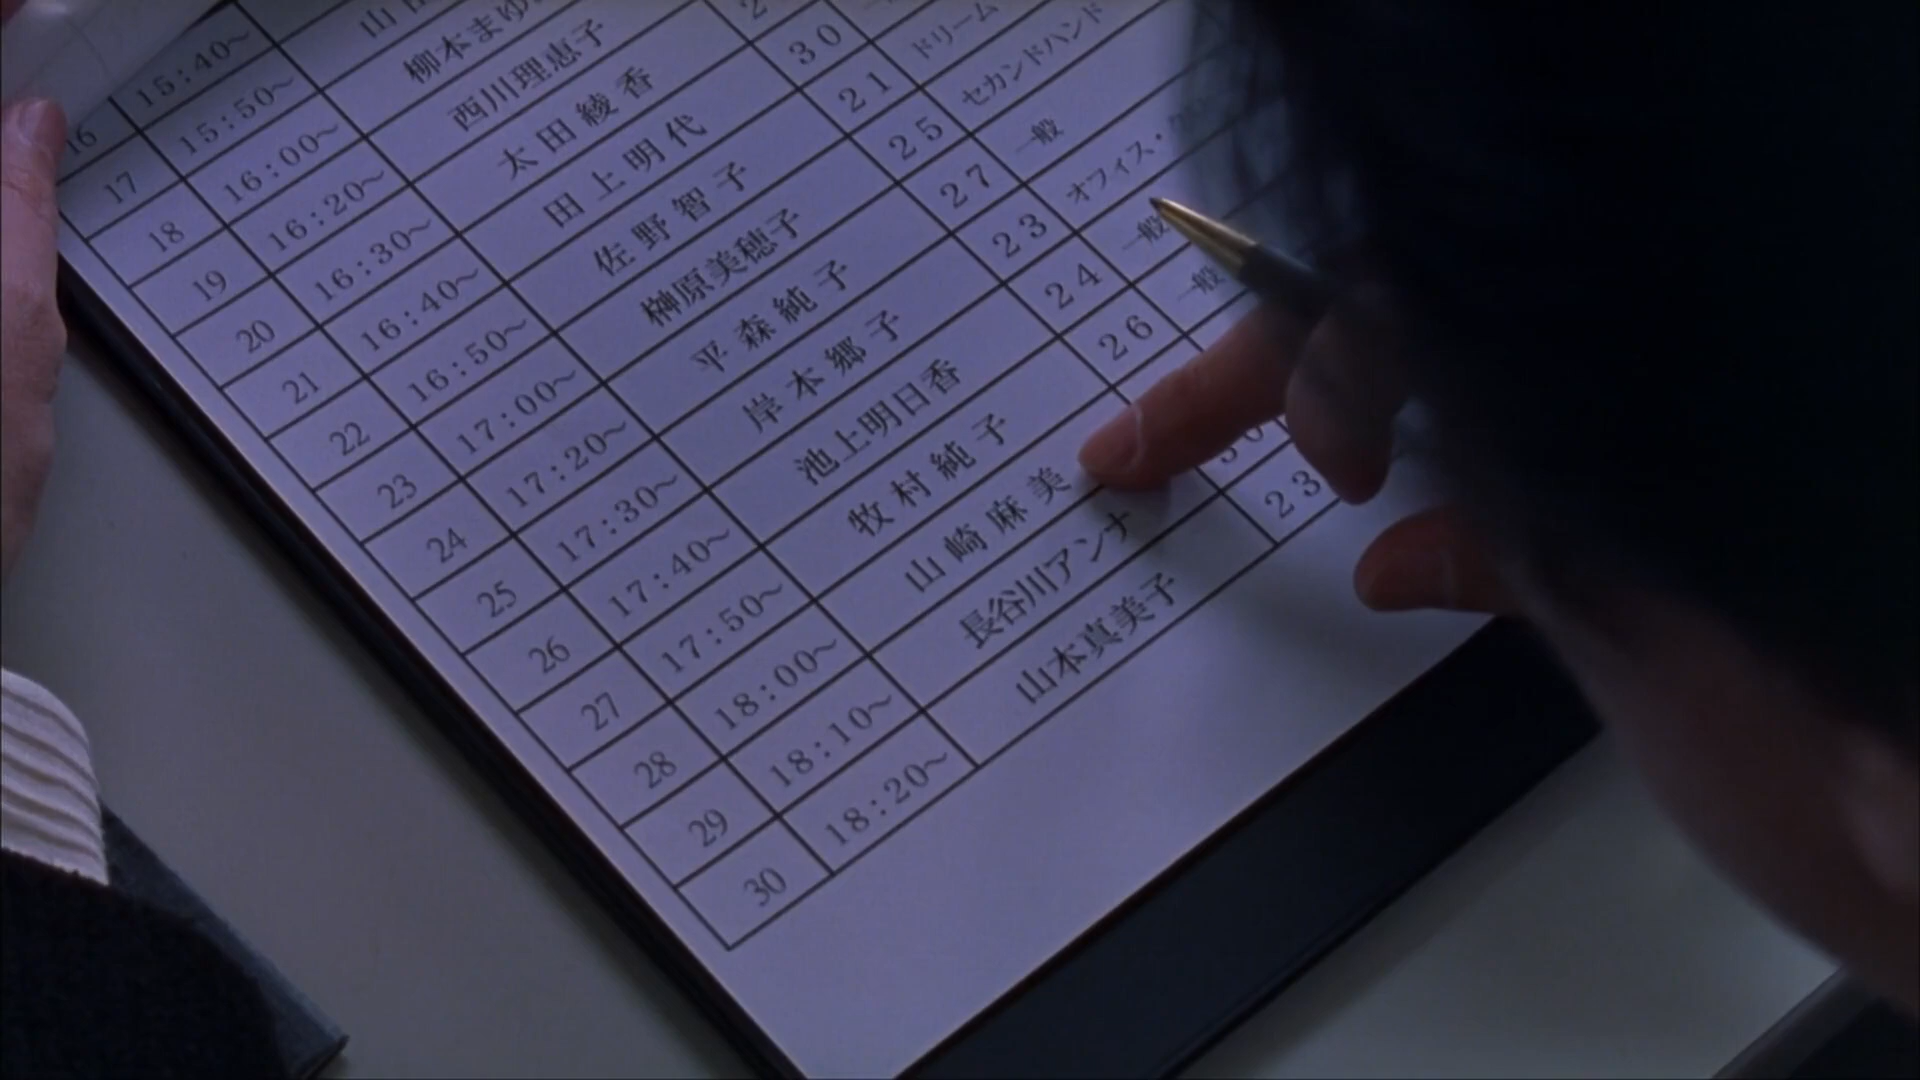 16 15:40~
17 15:50~
18 16:00~ 柳本まゆ
19 16:20~ 西川理恵子
20 16:30~ 太田綾香
21 16:40~ 田上明代 30
22 16:50~ 佐野智子 21 ドリーム
23 17:00~ 榊原美穂子 25 セカンドハンド
24 17:20~ 平森純子 27 一般
25 17:30~ 岸本郷子 23 オフィス・
26 17:40~ 池上明日香 24 一般
27 17:50~ 牧村純子 26 一般
28 18:00~ 山崎麻美
29 18:10~ 長谷川アンナ 30
30 18:20~ 山本真美子 23